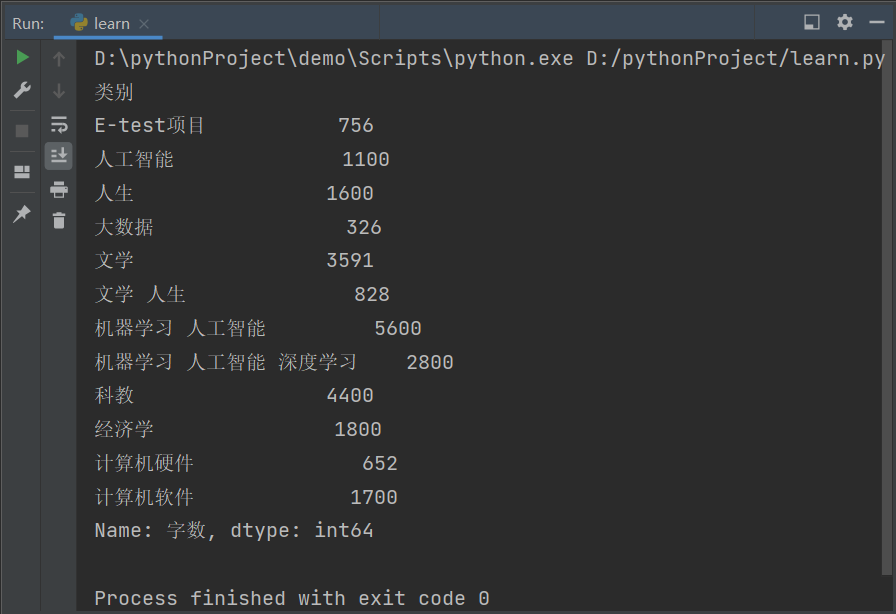 Run: learn
D:\pythonProject\demo\Scripts\python.exe D:/pythonProject/learn.py
类别
E-test项目 756
人工智能 1100
人生 1600
大数据 326
文学 3591
文学 人生 828
机器学习 人工智能 5600
机器学习 人工智能 深度学习 2800
科教 4400
经济学 1800
计算机硬件 652
计算机软件 1700
Name: 字数, dtype: int64
Process finished with exit code 0